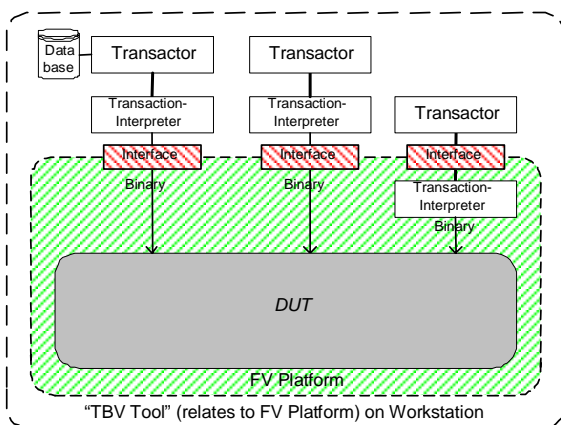 Data
base
Transactor
Transactor
Transaction-
Interpreter
Transaction-
Interpreter
Transactor
Interface
Interface
Interface
Binary
Binary
Transaction-
Interpreter
Binary
DUT
FV Platform
“TBV Tool” (relates to FV Platform) on Workstation